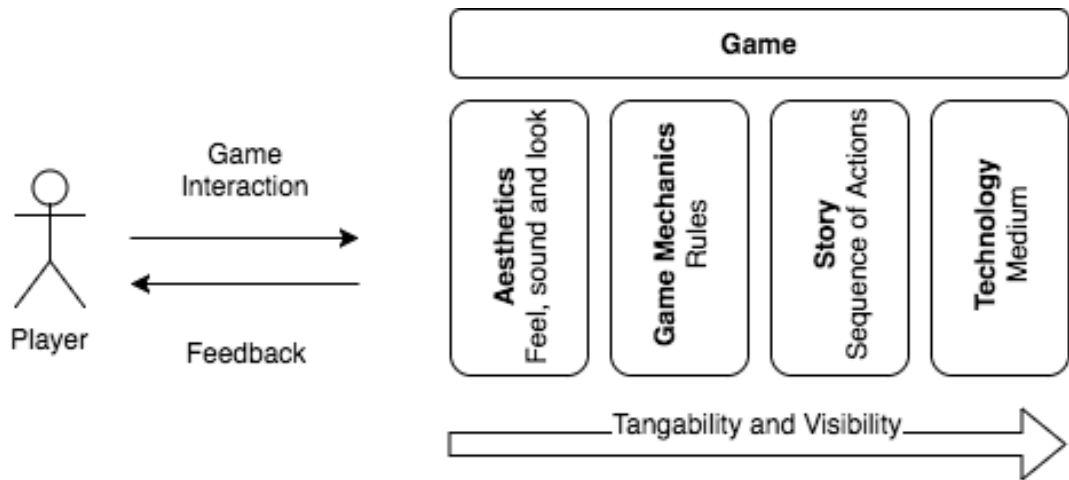 Game
Game
Interaction
Player
Feedback
Aesthetics
Feel, sound and look
Game Mechanics
Rules
Story
Sequence of Actions
Technology
Medium
Tangability and Visibility